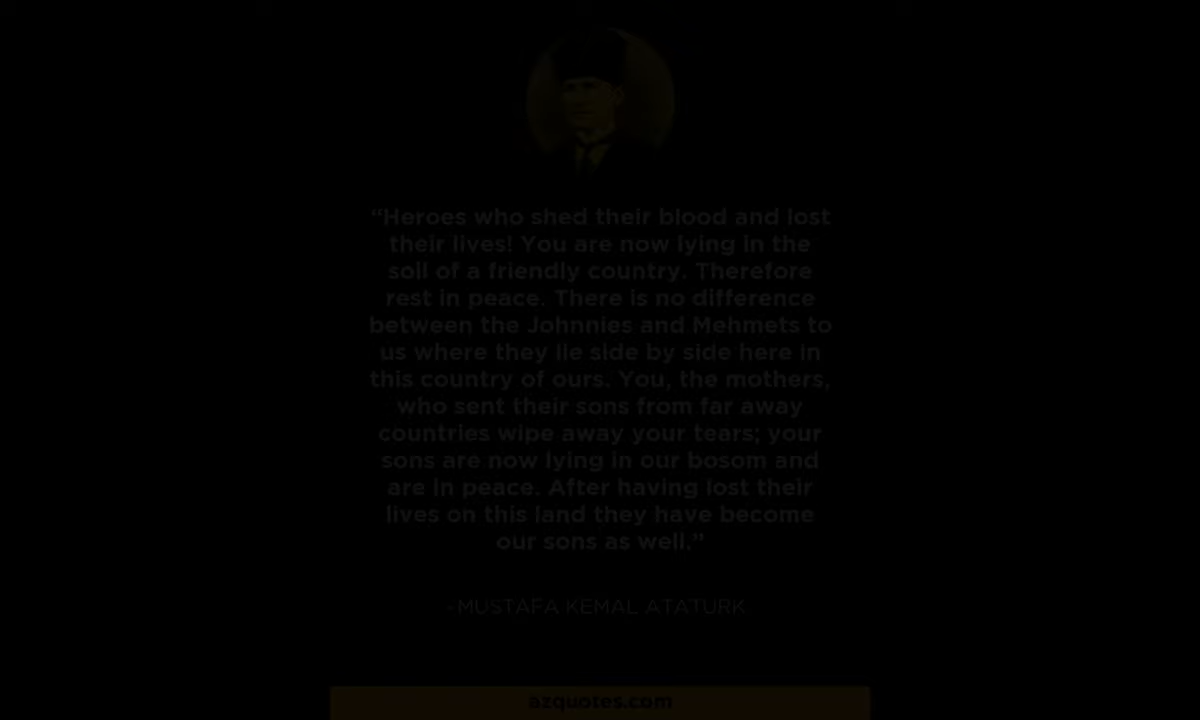 “Heroes who shed their blood and lost
their lives! You are now lying in the
soil of a friendly country. Therefore
rest in peace. There is no difference
between the Johnnies and Mehmets to
us where they lie side by side here in
this country of ours. You, the mothers,
who sent their sons from far away
countries wipe away your tears; your
sons are now lying in our bosom and
are in peace. After having lost their
lives on this land they have become
our sons as well.”
- MUSTAFA KEMAL ATATURK
azquotes.com